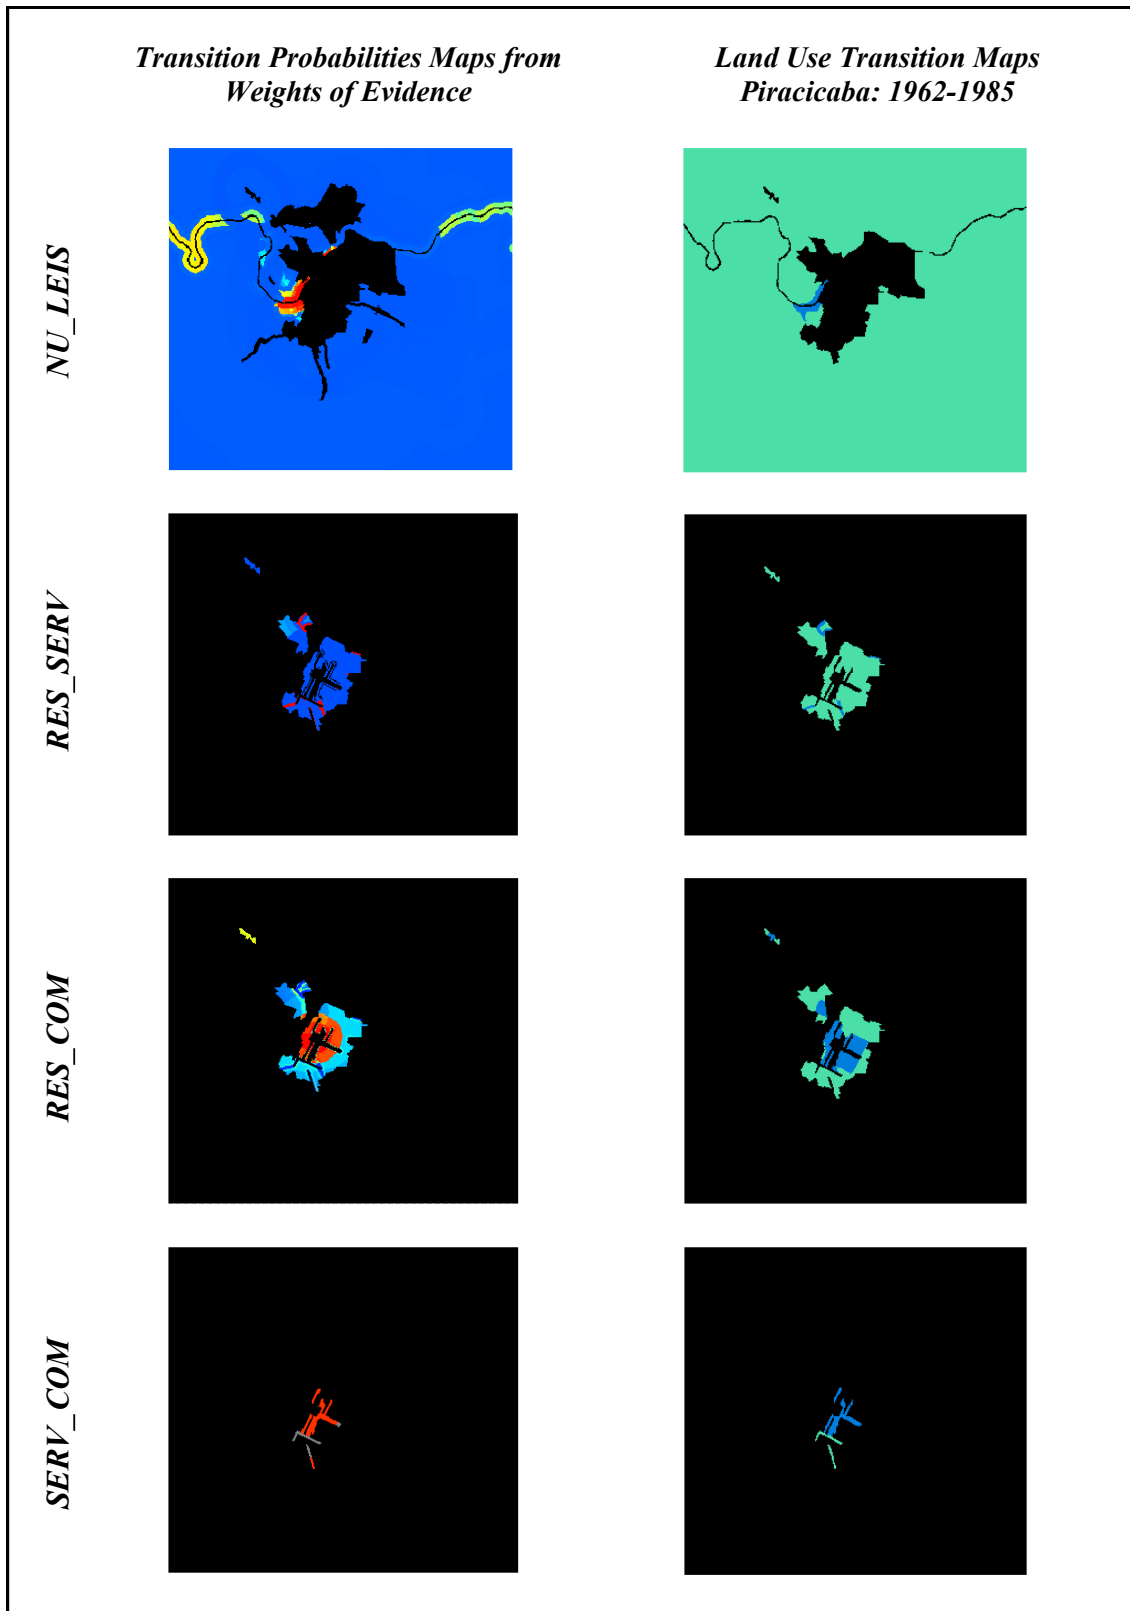 Transition Probabilities Maps from
Weights of Evidence
Land Use Transition Maps
Piracicaba: 1962-1985
NU_LEIS
RES_SERV
RES_COM
SERV_COM